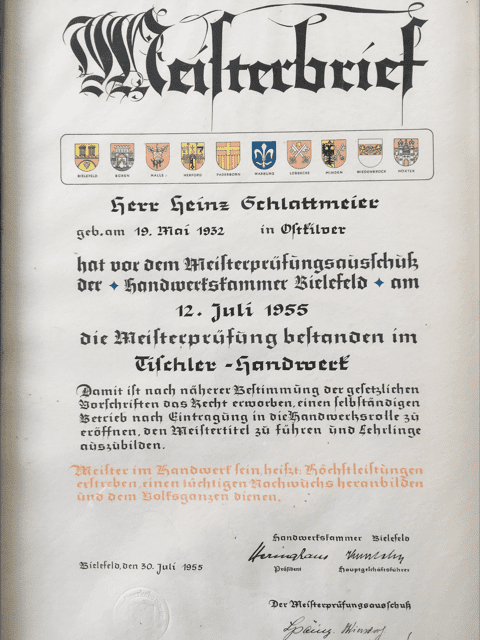 Meisterbrief
BIELEFELD BÜREN HALLE HERFORD PADERBORN WARBURG LÜBBECKE MINDEN WIEDENBRÜCK HÖXTER
Herr Heinz Schlattmeier
geb. am 19. Mai 1932 in Ostkilver
hat vor dem Meisterprüfungsausschuß
der Handwerkskammer Bielefeld am
12. Juli 1955
die Meisterprüfung bestanden im
Tischler-Handwerk
Damit ist nach näherer Bestimmung der gesetzlichen
Vorschriften das Recht erworben, einen selbständigen
Betrieb nach Eintragung in die Handwerksrolle zu
eröffnen, den Meistertitel zu führen und Lehrlinge
auszubilden.
Meister im Handwerk sein, heißt: Höchstleistungen
erstreben, einen tüchtigen Nachwuchs heranbilden
und dem Volksganzen dienen.
Handwerkskammer Bielefeld
Präsident Hauptgeschäftsführer
Bielefeld, den 30. Juli 1955
Der Meisterprüfungsausschuß